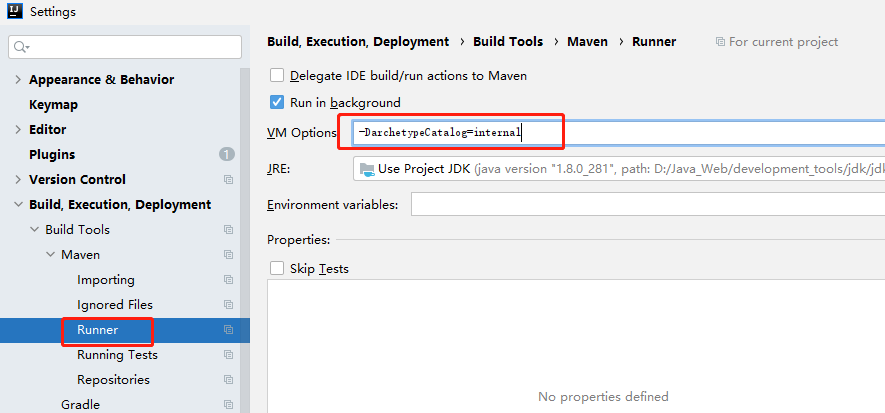 IJ Settings
Build, Execution, Deployment › Build Tools › Maven › Runner For current project
Appearance & Behavior
Keymap
Editor
Plugins 1
Version Control
Build, Execution, Deployment
Build Tools
Maven
Importing
Ignored Files
Runner
Running Tests
Repositories
Gradle
Delegate IDE build/run actions to Maven
Run in background
VM Options -DarchetypeCatalog=internal
JRE: Use Project JDK (java version "1.8.0_281", path: D:/Java_Web/development_tools/jdk/jdk
Environment variables:
Properties:
Skip Tests
No properties defined